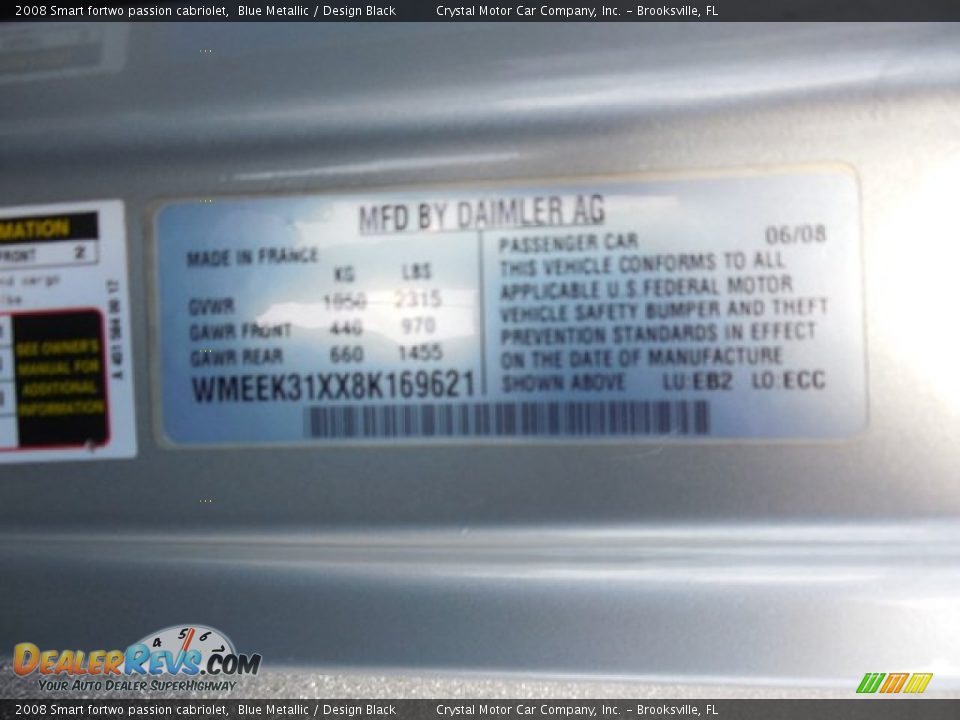 2008 Smart fortwo passion cabriolet, Blue Metallic / Design Black Crystal Motor Car Company, Inc. - Brooksville, FL
MFD BY DAIMLER AG
MADE IN FRANCE
KG LBS
GVWR 1050 2315
GAWR FRONT 440 970
GAWR REAR 660 1455
WMEEK31XX8K169621
PASSENGER CAR 06/08
THIS VEHICLE CONFORMS TO ALL
APPLICABLE U.S.FEDERAL MOTOR
VEHICLE SAFETY BUMPER AND THEFT
PREVENTION STANDARDS IN EFFECT
ON THE DATE OF MANUFACTURE
SHOWN ABOVE LU:EB2 LO:ECC
MATION
FRONT 2
SEE OWNER'S
MANUAL FOR
ADDITIONAL
INFORMATION
4 5 6
DEALERREVS.COM
YOUR AUTO DEALER SUPERHIGHWAY
2008 Smart fortwo passion cabriolet, Blue Metallic / Design Black Crystal Motor Car Company, Inc. - Brooksville, FL